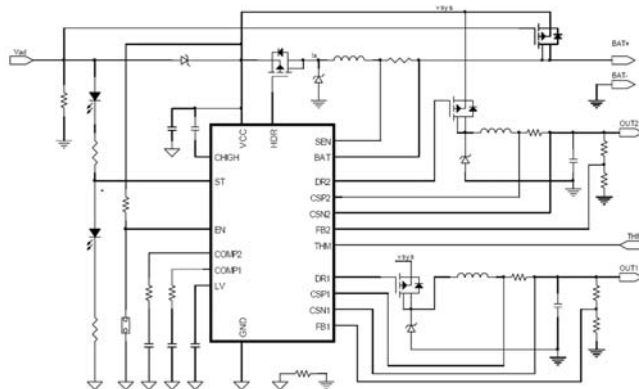 vsys
BAT+
Vad
Ia
BAT-
OUT2
VCC
HDR
SEN
CHIGH
BAT
ST
DR2
CSP2
CSN2
EN
FB2
THM
COMP2
vsys
COMP1
DR1
OUT1
LV
CSP1
CSN1
GND
FB1